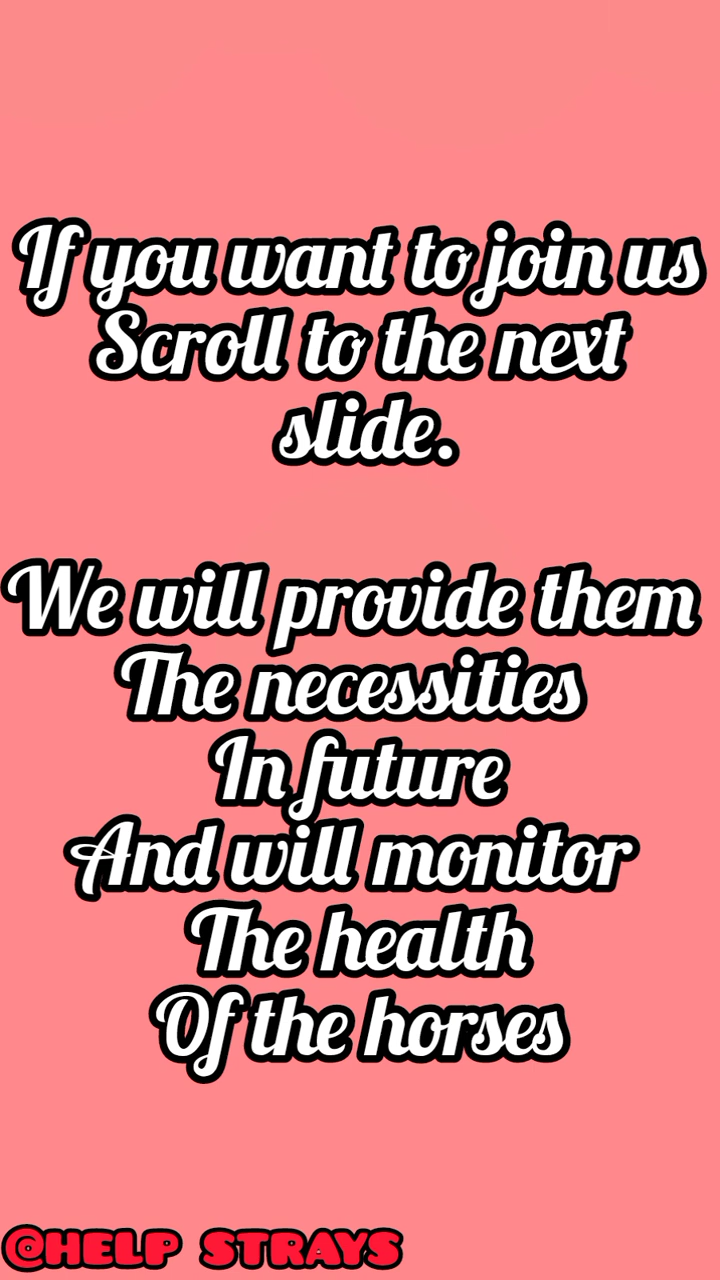 If you want to join us
Scroll to the next
slide.
We will provide them
The necessities
In future
And will monitor
The health
Of the horses
@HELP STRAYS